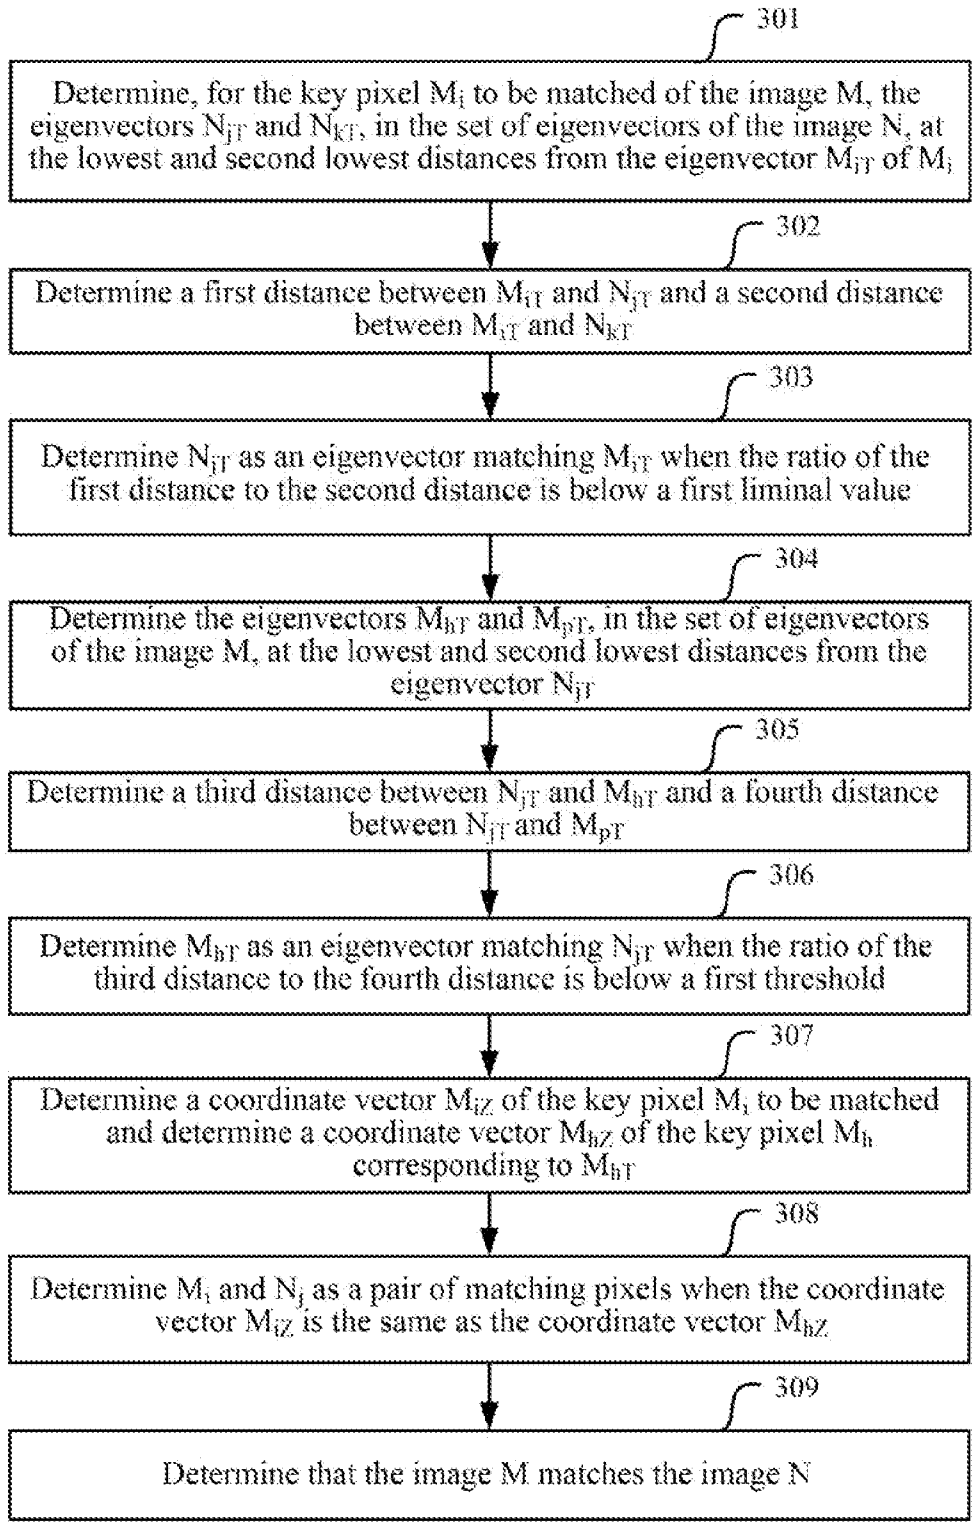 301
Determine, for the key pixel Mi to be matched of the image M, the
eigenvectors NjT and NkT, in the set of eigenvectors of the image N, at
the lowest and second lowest distances from the eigenvector MiT of Mi
302
Determine a first distance between MiT and NjT and a second distance
between MiT and NkT
303
Determine NjT as an eigenvector matching MiT when the ratio of the
first distance to the second distance is below a first liminal value
304
Determine the eigenvectors MhT and MpT, in the set of eigenvectors
of the image M, at the lowest and second lowest distances from the
eigenvector NjT
305
Determine a third distance between NjT and MhT and a fourth distance
between NjT and MpT
306
Determine MhT as an eigenvector matching NjT when the ratio of the
third distance to the fourth distance is below a first threshold
307
Determine a coordinate vector MiZ of the key pixel Mi to be matched
and determine a coordinate vector MhZ of the key pixel Mh
corresponding to MhT
308
Determine Mi and Nj as a pair of matching pixels when the coordinate
vector MiZ is the same as the coordinate vector MhZ
309
Determine that the image M matches the image N